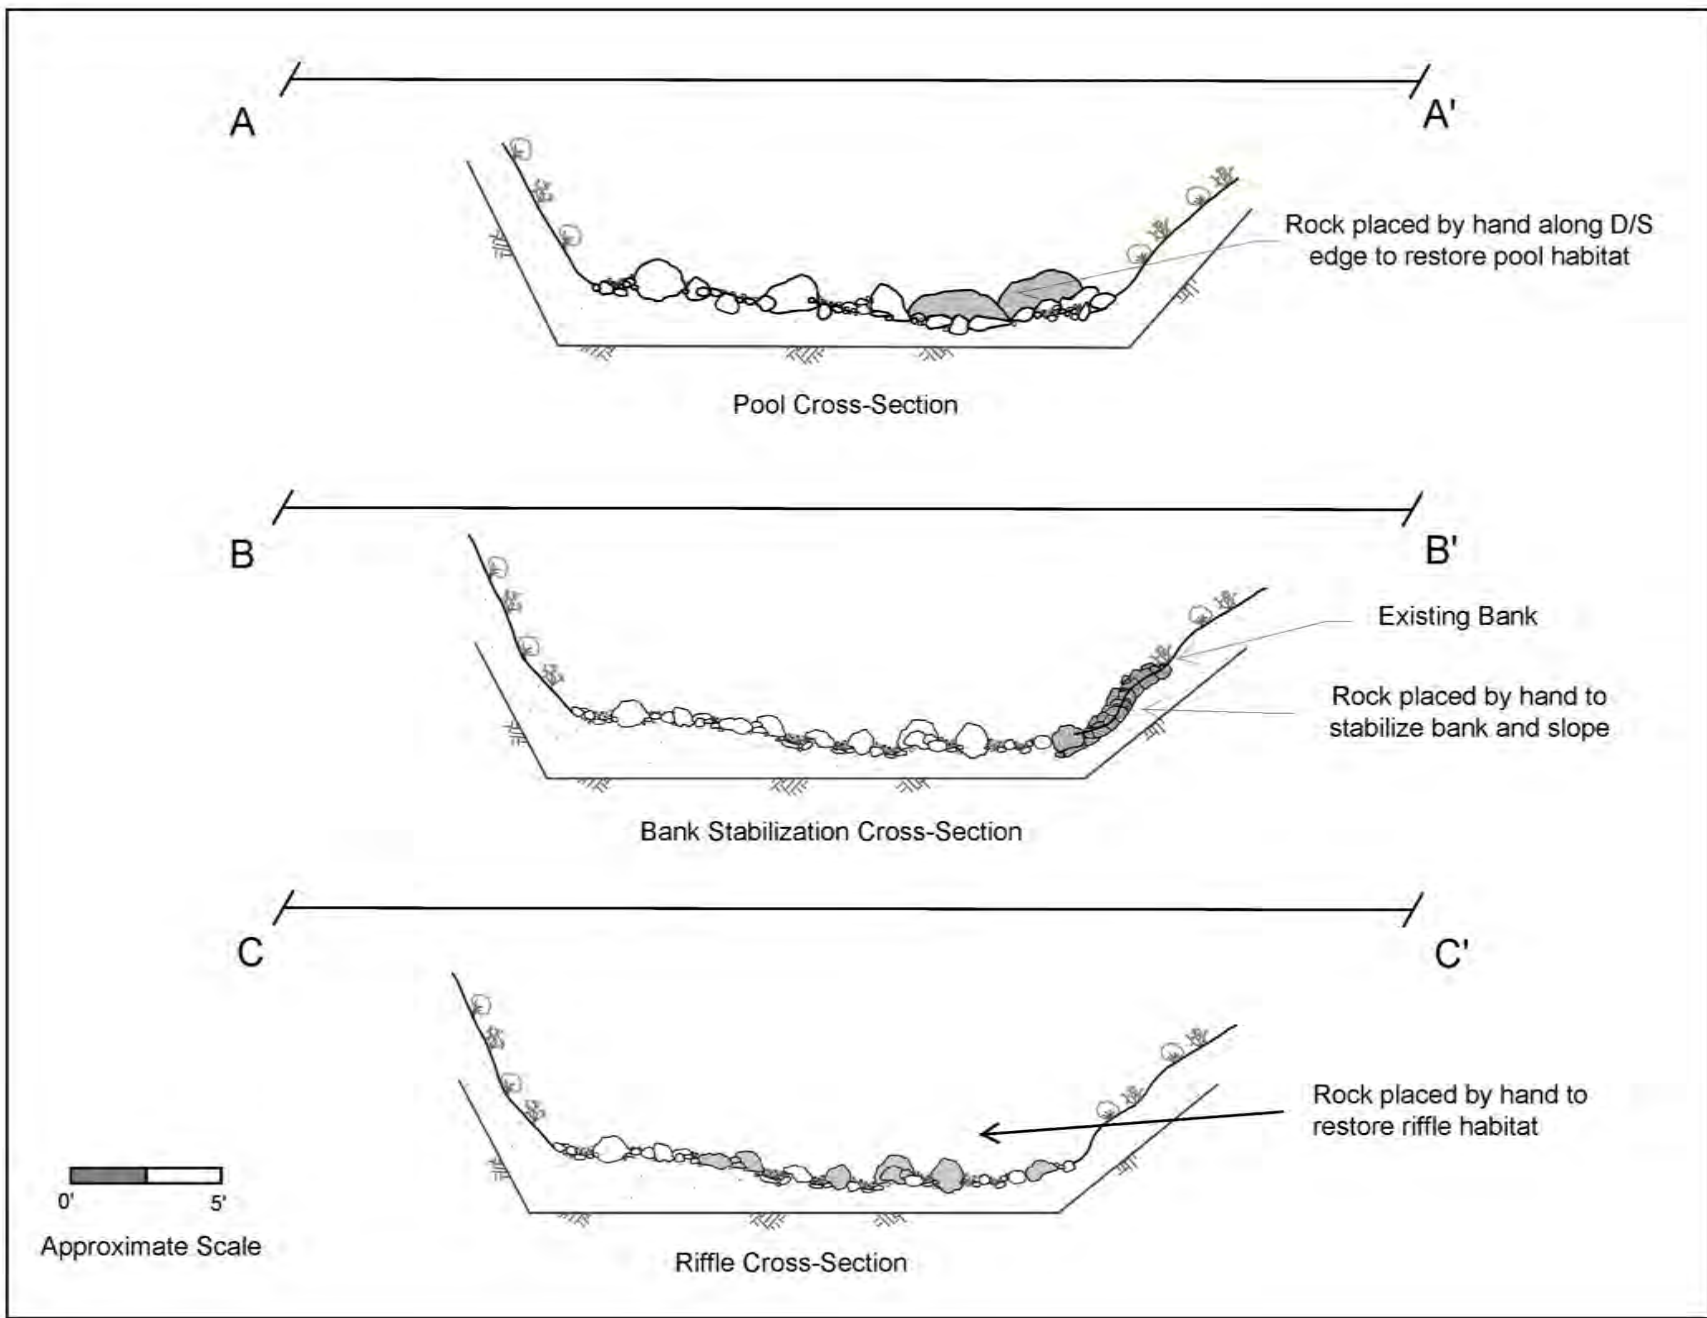 A
A'
Rock placed by hand along D/S
edge to restore pool habitat
Pool Cross-Section
B
B'
Existing Bank
Rock placed by hand to
stabilize bank and slope
Bank Stabilization Cross-Section
C
C'
Rock placed by hand to
restore riffle habitat
0' 5'
Approximate Scale
Riffle Cross-Section